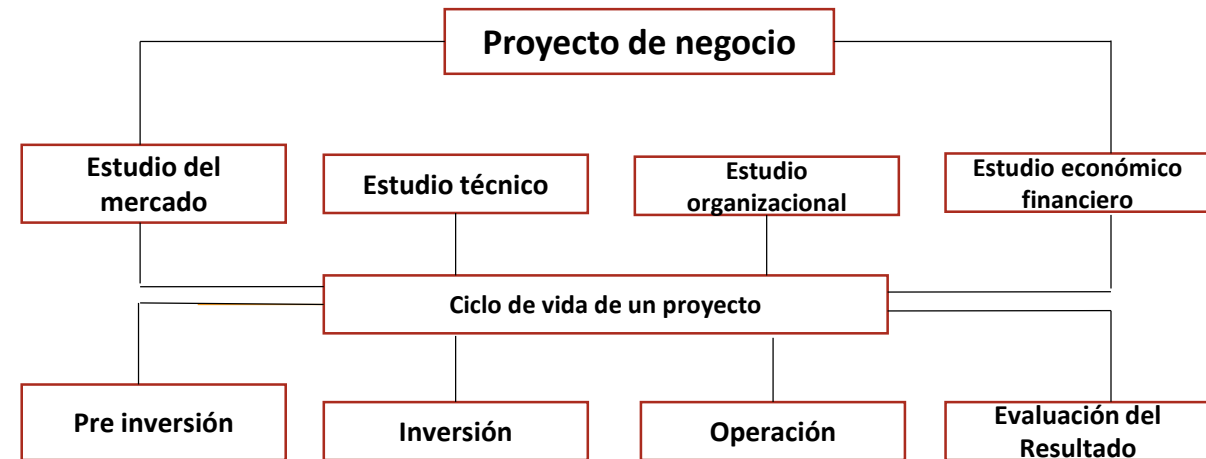 Proyecto de negocio
Estudio del
mercado
Estudio técnico
Estudio
organizacional
Estudio económico
financiero
Ciclo de vida de un proyecto
Pre inversión
Inversión
Operación
Evaluación del
Resultado